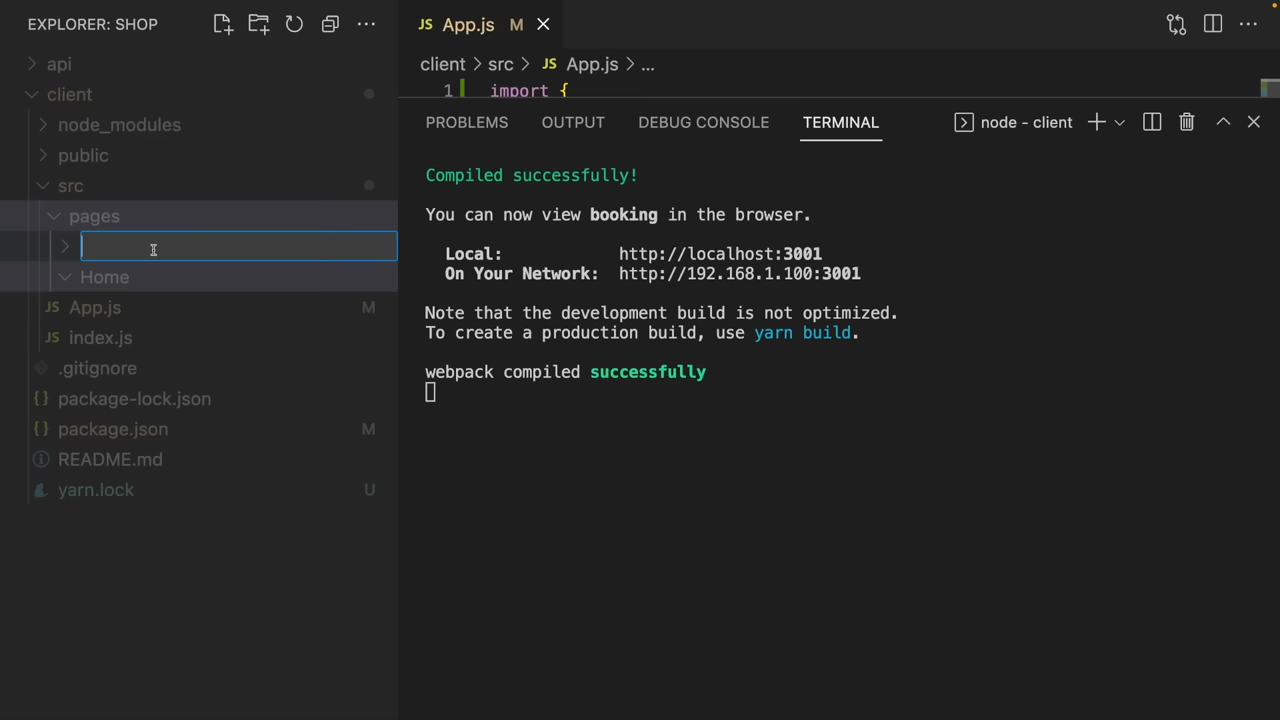 EXPLORER: SHOP
api
client
node_modules
public
src
pages
Home
JS App.js M
JS index.js
.gitignore
{} package-lock.json
{} package.json M
README.md
yarn.lock U
JS App.js M
client > src > JS App.js > ...
1 import {
PROBLEMS OUTPUT DEBUG CONSOLE TERMINAL node - client
Compiled successfully!
You can now view booking in the browser.
Local: http://localhost:3001
On Your Network: http://192.168.1.100:3001
Note that the development build is not optimized.
To create a production build, use yarn build.
webpack compiled successfully